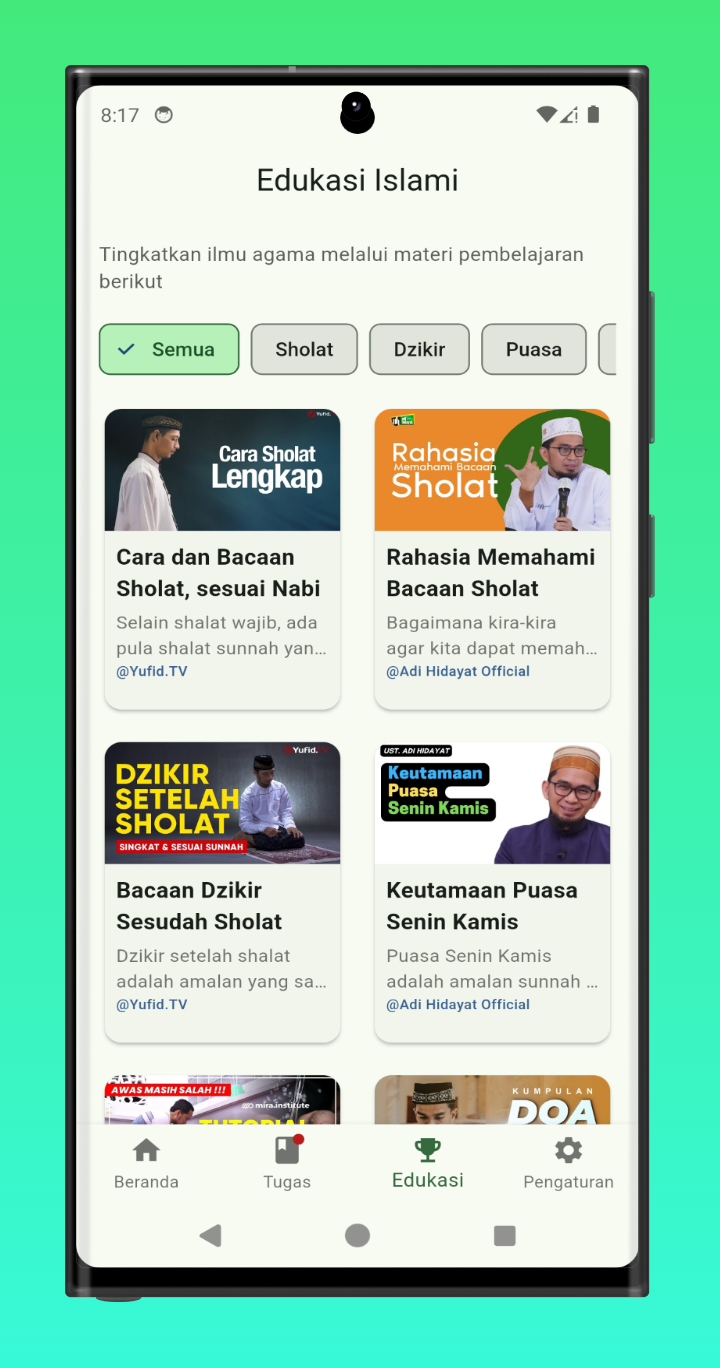 8:17
Edukasi Islami
Tingkatkan ilmu agama melalui materi pembelajaran
berikut
Semua
Sholat
Dzikir
Puasa
Yufid.
Cara Sholat
Lengkap
Cara dan Bacaan
Sholat, sesuai Nabi
Selain shalat wajib, ada
pula shalat sunnah yan...
@Yufid.TV
Rahasia
Memahami Bacaan
Sholat
Rahasia Memahami
Bacaan Sholat
Bagaimana kira-kira
agar kita dapat memah...
@Adi Hidayat Official
Yufid.
DZIKIR
SETELAH
SHOLAT
SINGKAT & SESUAI SUNNAH
Bacaan Dzikir
Sesudah Sholat
Dzikir setelah shalat
adalah amalan yang sa...
@Yufid.TV
UST. ADI HIDAYAT
Keutamaan
Puasa
Senin Kamis
Keutamaan Puasa
Senin Kamis
Puasa Senin Kamis
adalah amalan sunnah ...
@Adi Hidayat Official
AWAS MASIH SALAH !!!
mira.institute
TUTORIAL
KUMPULAN
DOA
Beranda
Tugas
Edukasi
Pengaturan